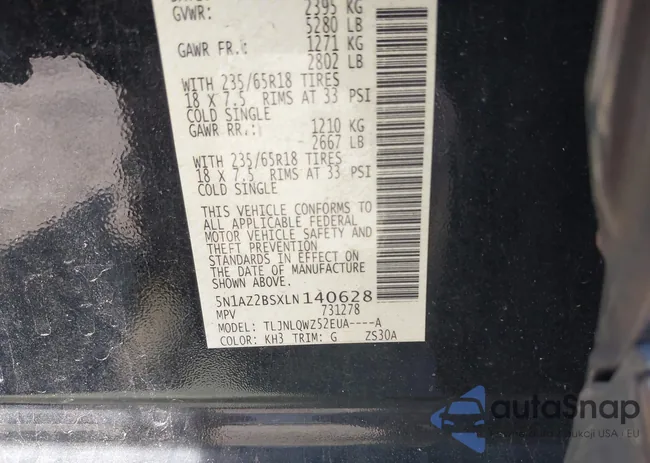 GVWR: 2395 KG
5280 LB
GAWR FR.: 1271 KG
2802 LB
WITH 235/65R18 TIRES
18 X 7.5 RIMS AT 33 PSI
COLD SINGLE
GAWR RR.: 1210 KG
2667 LB
WITH 235/65R18 TIRES
18 X 7.5 RIMS AT 33 PSI
COLD SINGLE
THIS VEHICLE CONFORMS TO
ALL APPLICABLE FEDERAL
MOTOR VEHICLE SAFETY AND
THEFT PREVENTION
STANDARDS IN EFFECT ON
THE DATE OF MANUFACTURE
SHOWN ABOVE.
5N1AZ2BSXLN140628
MPV 731278
MODEL: TLJNLQWZ52EUA----A
COLOR: KH3 TRIM: G ZS30A
autoSnap
aukcji USA i EU